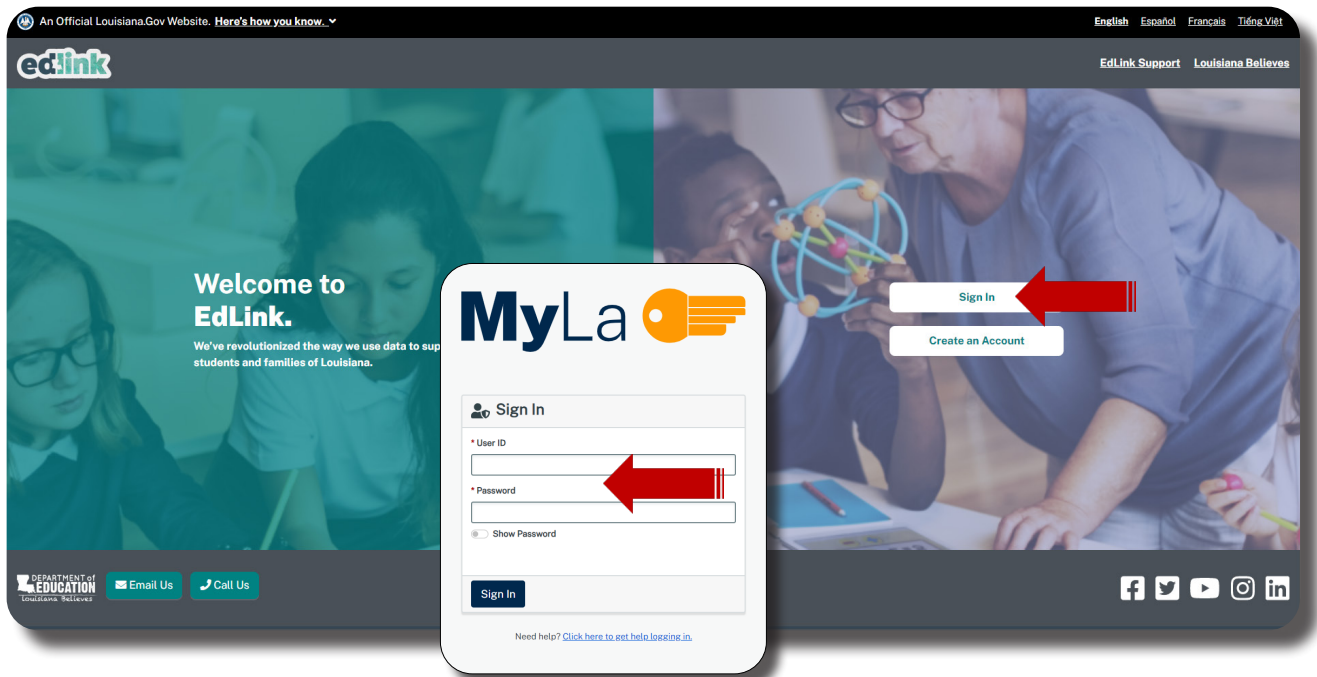 An Official Louisiana.Gov Website. Here's how you know.
English Español Français Tiếng Việt
edlink
EdLink Support Louisiana Believes
Welcome to
EdLink.
We've revolutionized the way we use data to sup
students and families of Louisiana.
Sign In
Create an Account
MyLa
Sign In
* User ID
* Password
Show Password
Sign In
Need help? Click here to get help logging in.
DEPARTMENT of
EDUCATION
Louisiana Believes
Email Us
Call Us